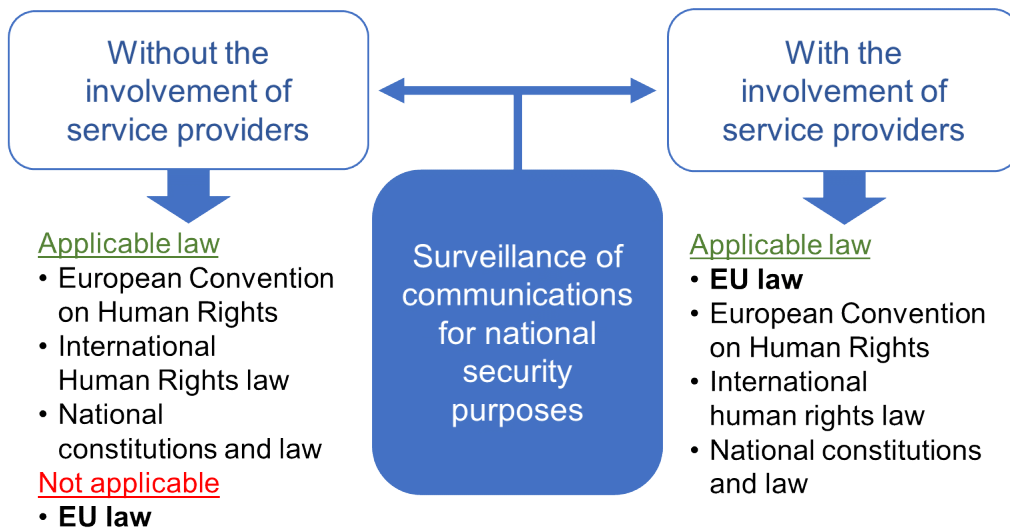 Without the
involvement of
service providers
Applicable law
• European Convention
on Human Rights
• International
Human Rights law
• National
constitutions and law
Not applicable
• EU law
Surveillance of
communications
for national
security
purposes
With the
involvement of
service providers
Applicable law
• EU law
• European Convention
on Human Rights
• International
human rights law
• National constitutions
and law